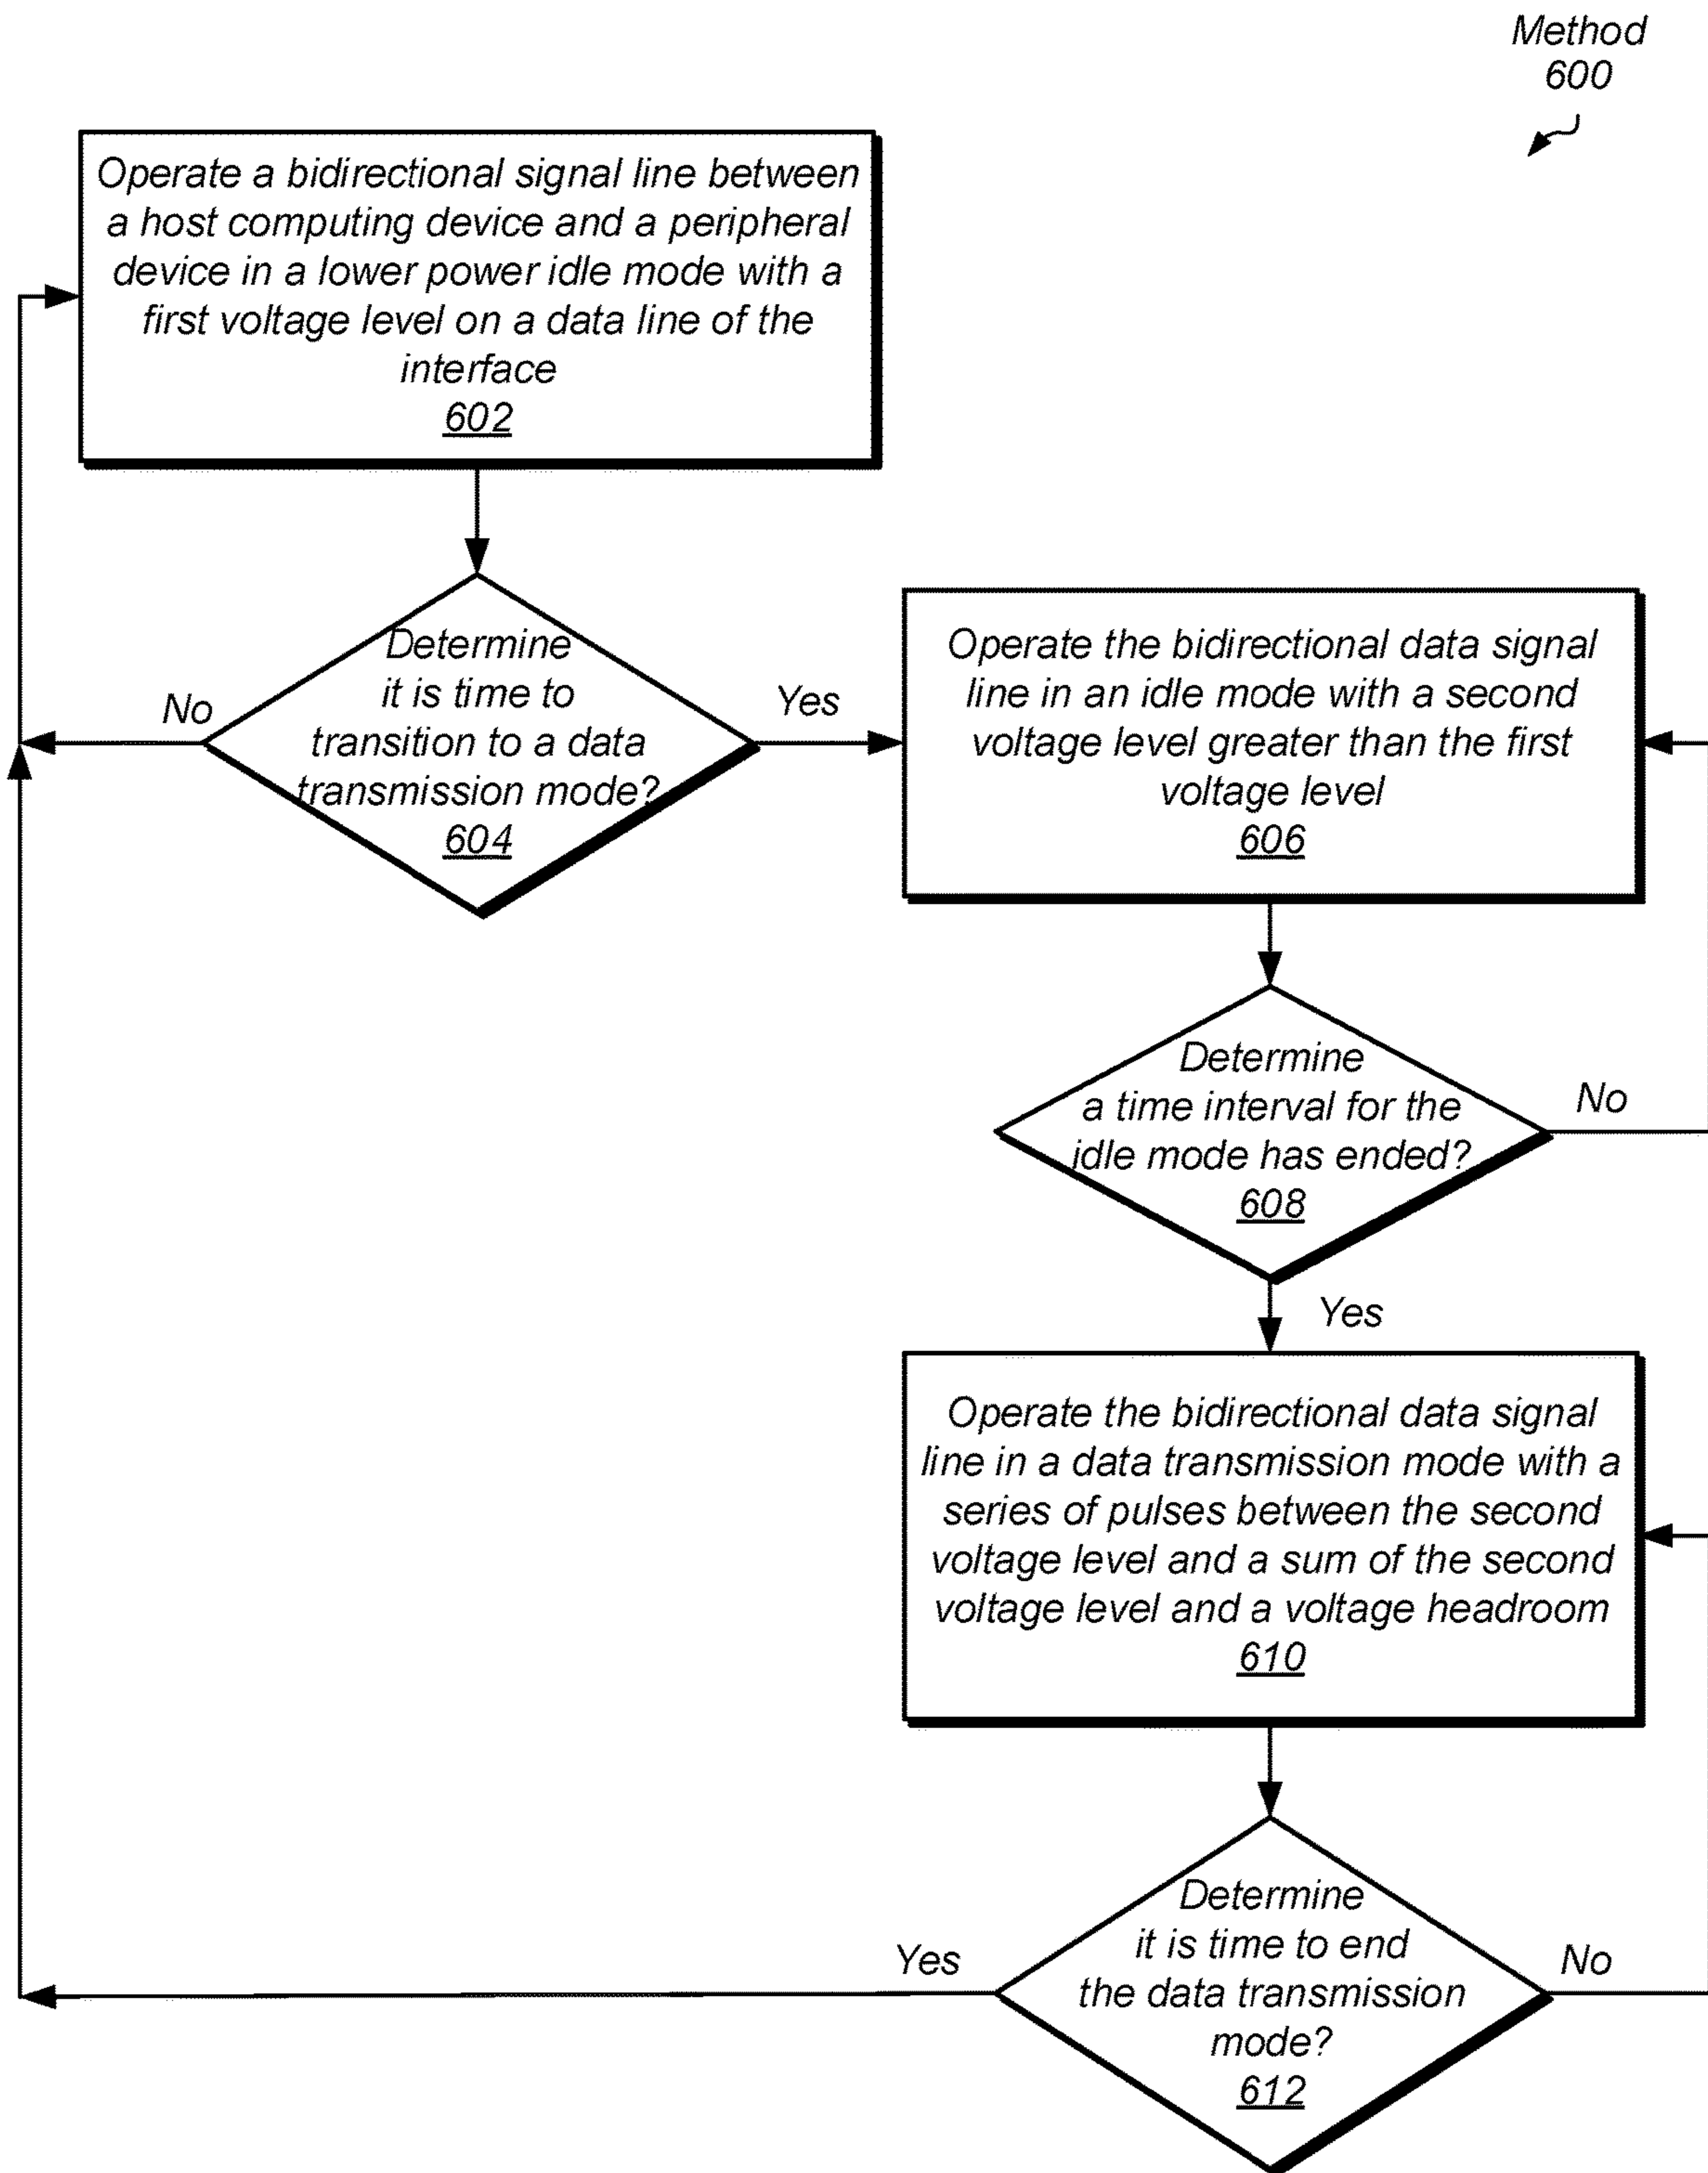 Method
600
Operate a bidirectional signal line between
a host computing device and a peripheral
device in a lower power idle mode with a
first voltage level on a data line of the
interface
602
Determine
it is time to
transition to a data
transmission mode?
604
No
Yes
Operate the bidirectional data signal
line in an idle mode with a second
voltage level greater than the first
voltage level
606
Determine
a time interval for the
idle mode has ended?
608
No
Yes
Operate the bidirectional data signal
line in a data transmission mode with a
series of pulses between the second
voltage level and a sum of the second
voltage level and a voltage headroom
610
Determine
it is time to end
the data transmission
mode?
612
Yes
No